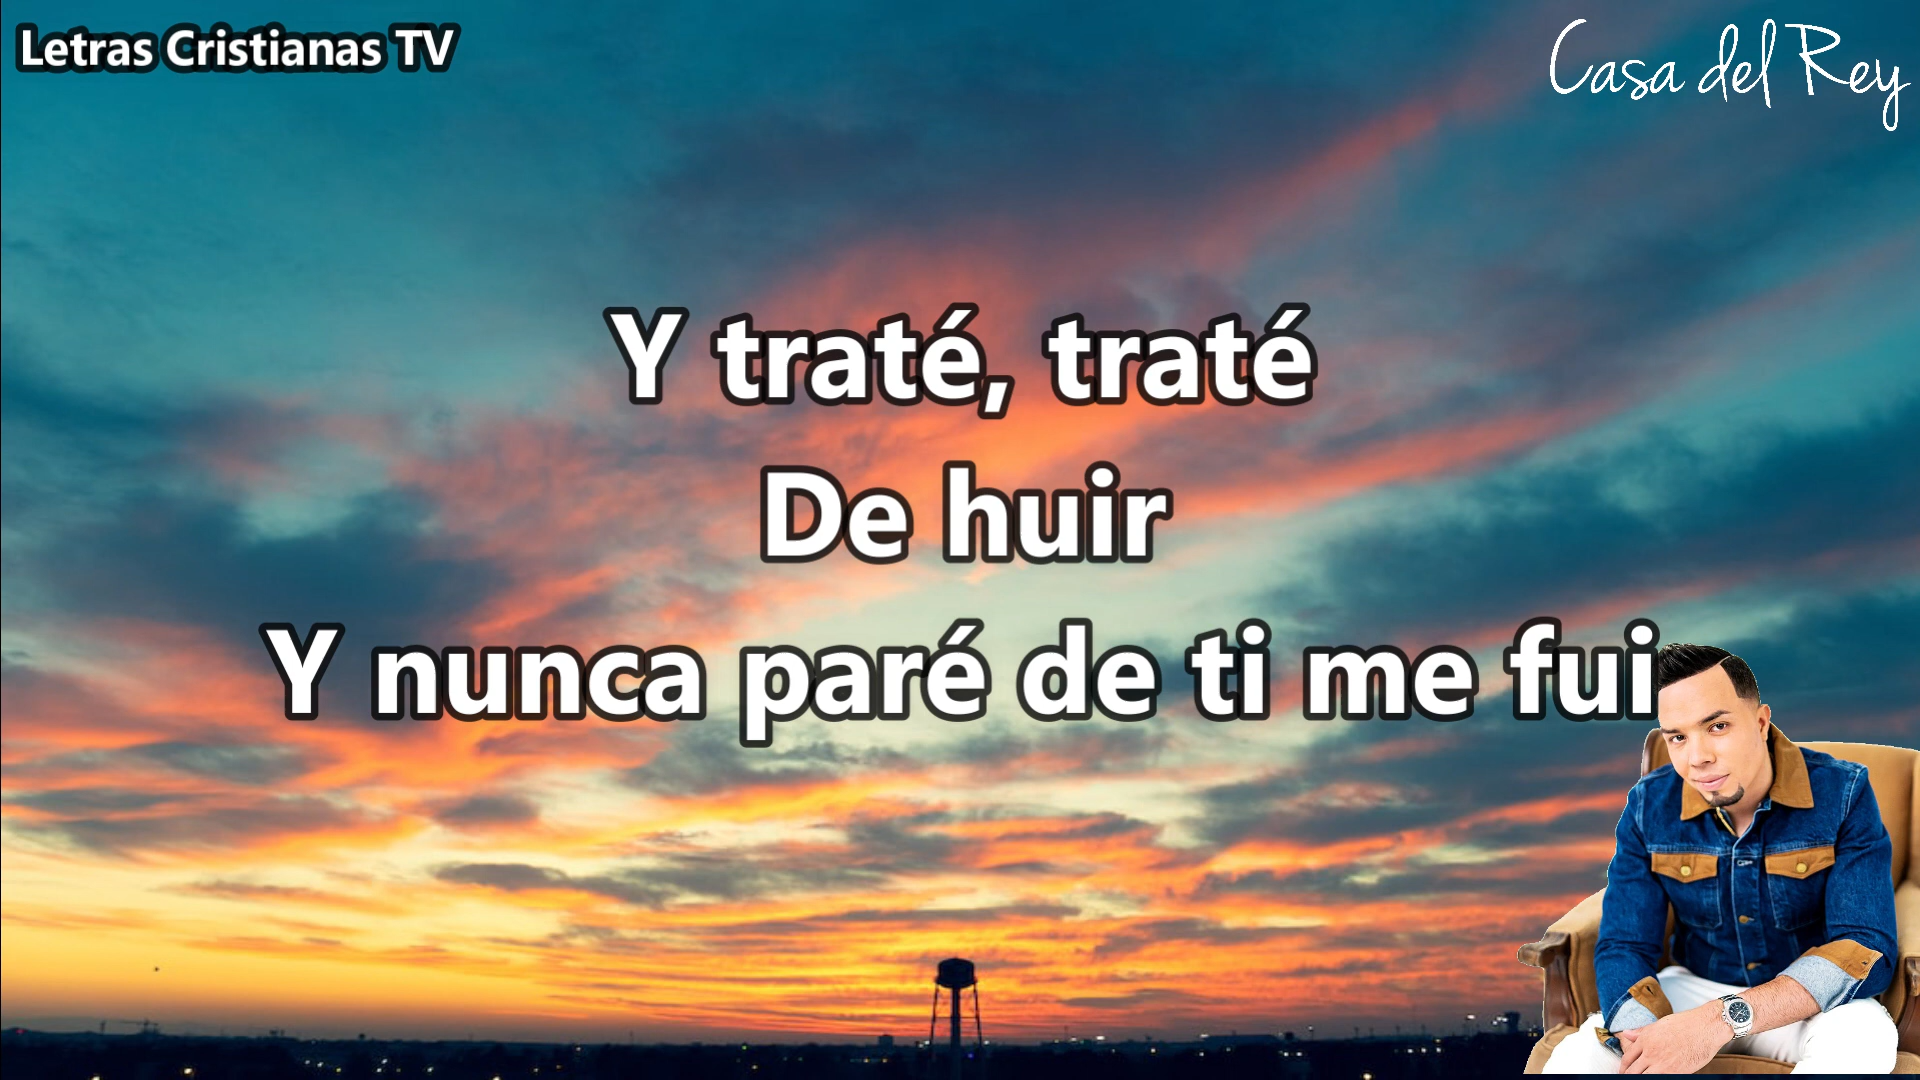 Letras Cristianas TV
Casa del Rey
Y traté, traté
De huir
Y nunca paré de ti me fui